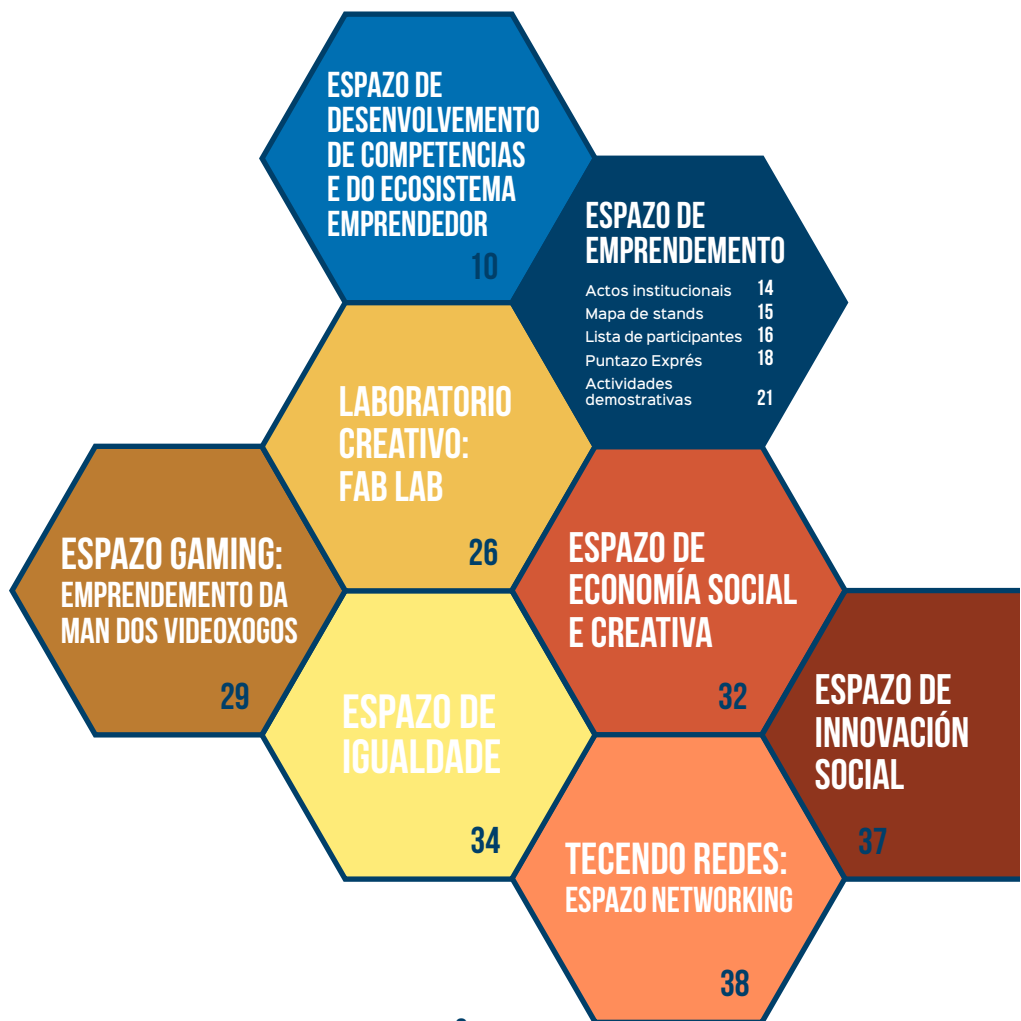 ESPAZO DE
DESENVOLVEMENTO
DE COMPETENCIAS
E DO ECOSISTEMA
EMPRENDEDOR
10
ESPAZO DE
EMPRENDEMENTO
Actos institucionais 14
Mapa de stands 15
Lista de participantes 16
Puntazo Exprés 18
Actividades
demostrativas 21
LABORATORIO
CREATIVO:
FAB LAB
26
ESPAZO GAMING:
EMPRENDEMENTO DA
MAN DOS VIDEOXOGOS
29
ESPAZO DE
ECONOMÍA SOCIAL
E CREATIVA
32
ESPAZO DE
IGUALDADE
34
ESPAZO DE
INNOVACIÓN
SOCIAL
37
TECENDO REDES:
ESPAZO NETWORKING
38